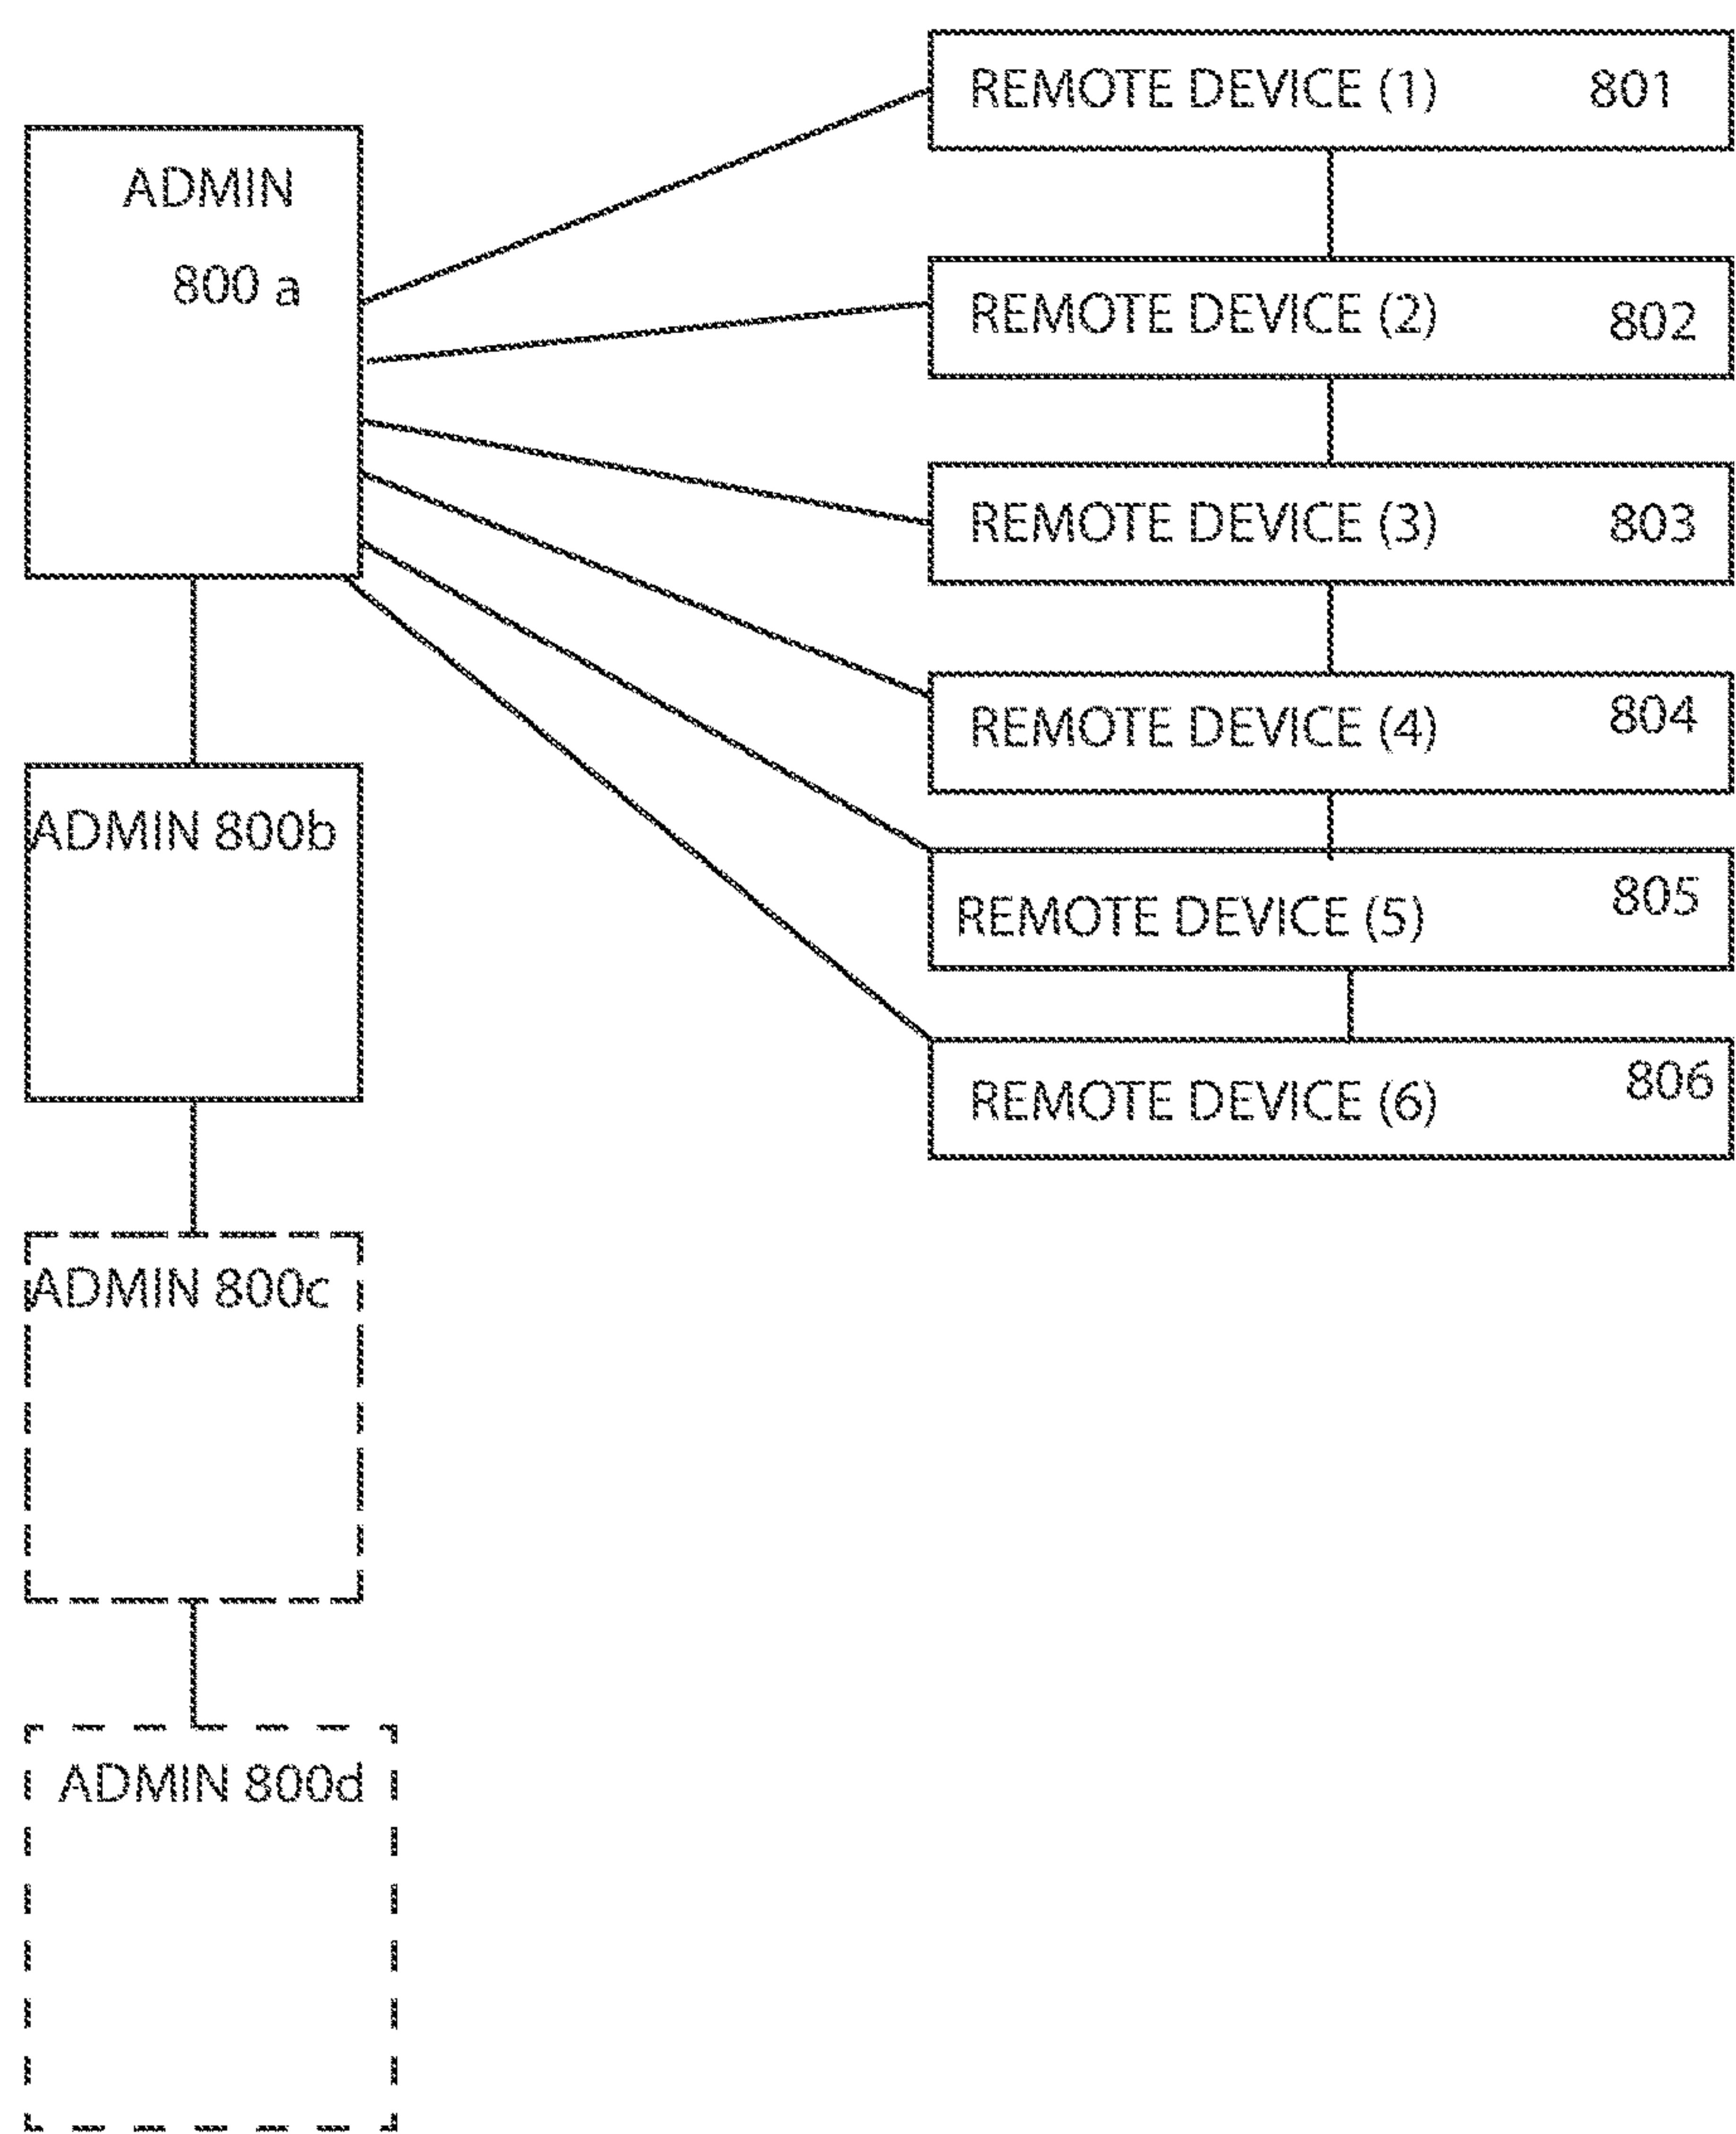 ADMIN
800 a
ADMIN 800b
ADMIN 800c
ADMIN 800d
REMOTE DEVICE (1) 801
REMOTE DEVICE (2) 802
REMOTE DEVICE (3) 803
REMOTE DEVICE (4) 804
REMOTE DEVICE (5) 805
REMOTE DEVICE (6) 806